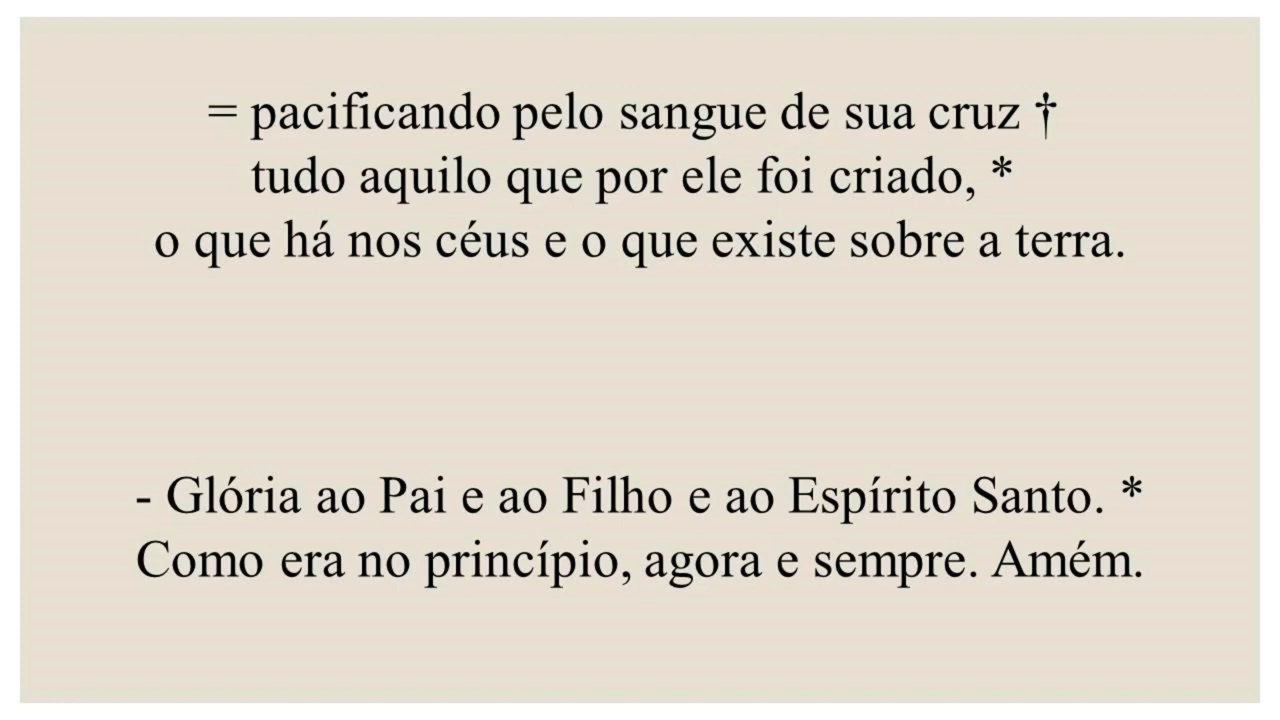 = pacificando pelo sangue de sua cruz †
tudo aquilo que por ele foi criado, *
o que há nos céus e o que existe sobre a terra.
- Glória ao Pai e ao Filho e ao Espírito Santo. *
Como era no princípio, agora e sempre. Amém.